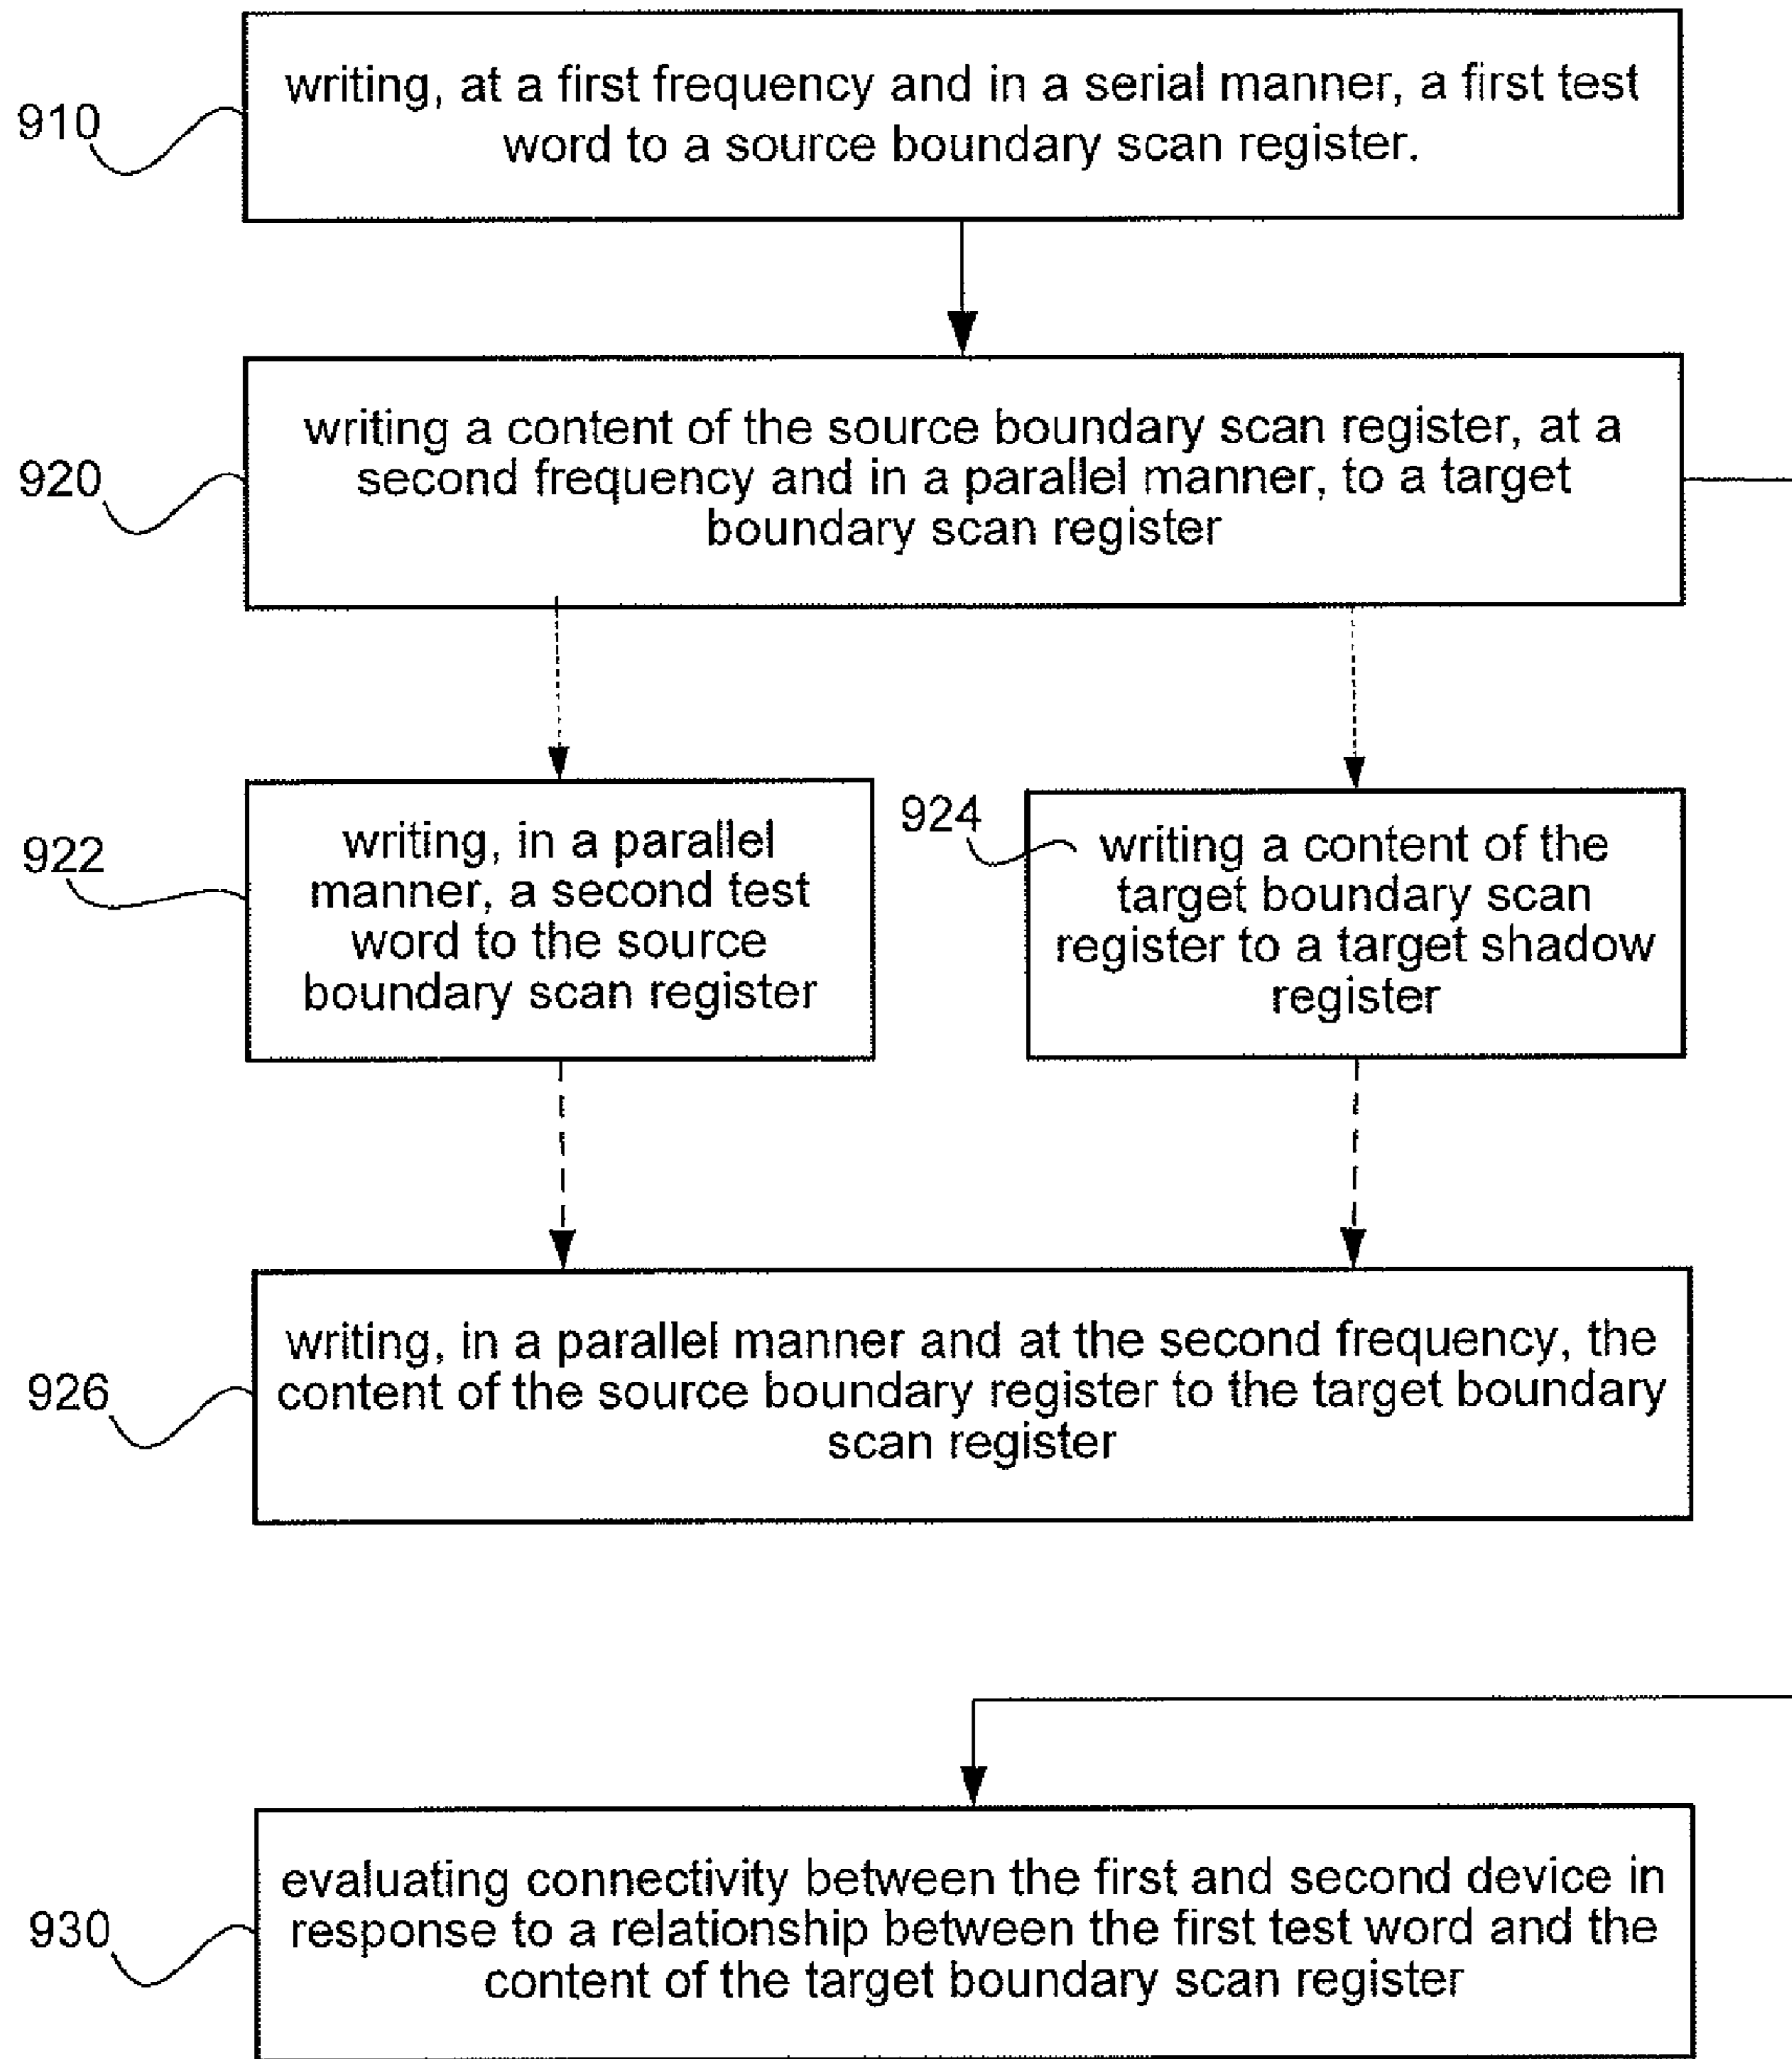 910
writing, at a first frequency and in a serial manner, a first test
word to a source boundary scan register.
920
writing a content of the source boundary scan register, at a
second frequency and in a parallel manner, to a target
boundary scan register
922
writing, in a parallel
manner, a second test
word to the source
boundary scan register
924
writing a content of the
target boundary scan
register to a target shadow
register
926
writing, in a parallel manner and at the second frequency, the
content of the source boundary register to the target boundary
scan register
930
evaluating connectivity between the first and second device in
response to a relationship between the first test word and the
content of the target boundary scan register